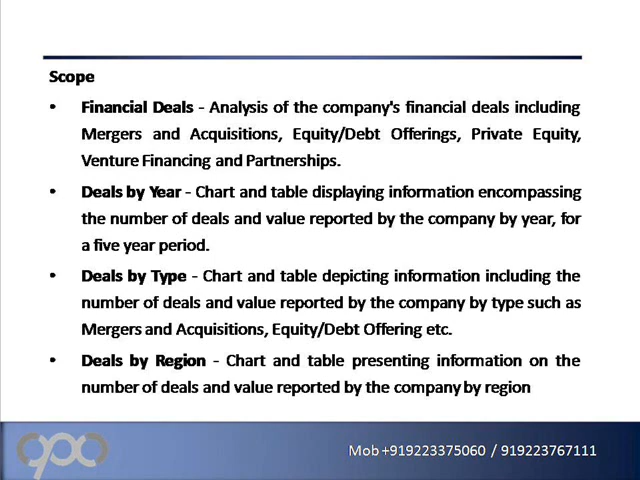 Scope
• Financial Deals - Analysis of the company's financial deals including
Mergers and Acquisitions, Equity/Debt Offerings, Private Equity,
Venture Financing and Partnerships.
• Deals by Year - Chart and table displaying information encompassing
the number of deals and value reported by the company by year, for
a five year period.
• Deals by Type - Chart and table depicting information including the
number of deals and value reported by the company by type such as
Mergers and Acquisitions, Equity/Debt Offering etc.
• Deals by Region - Chart and table presenting information on the
number of deals and value reported by the company by region
Mob +919223375060 / 919223767111